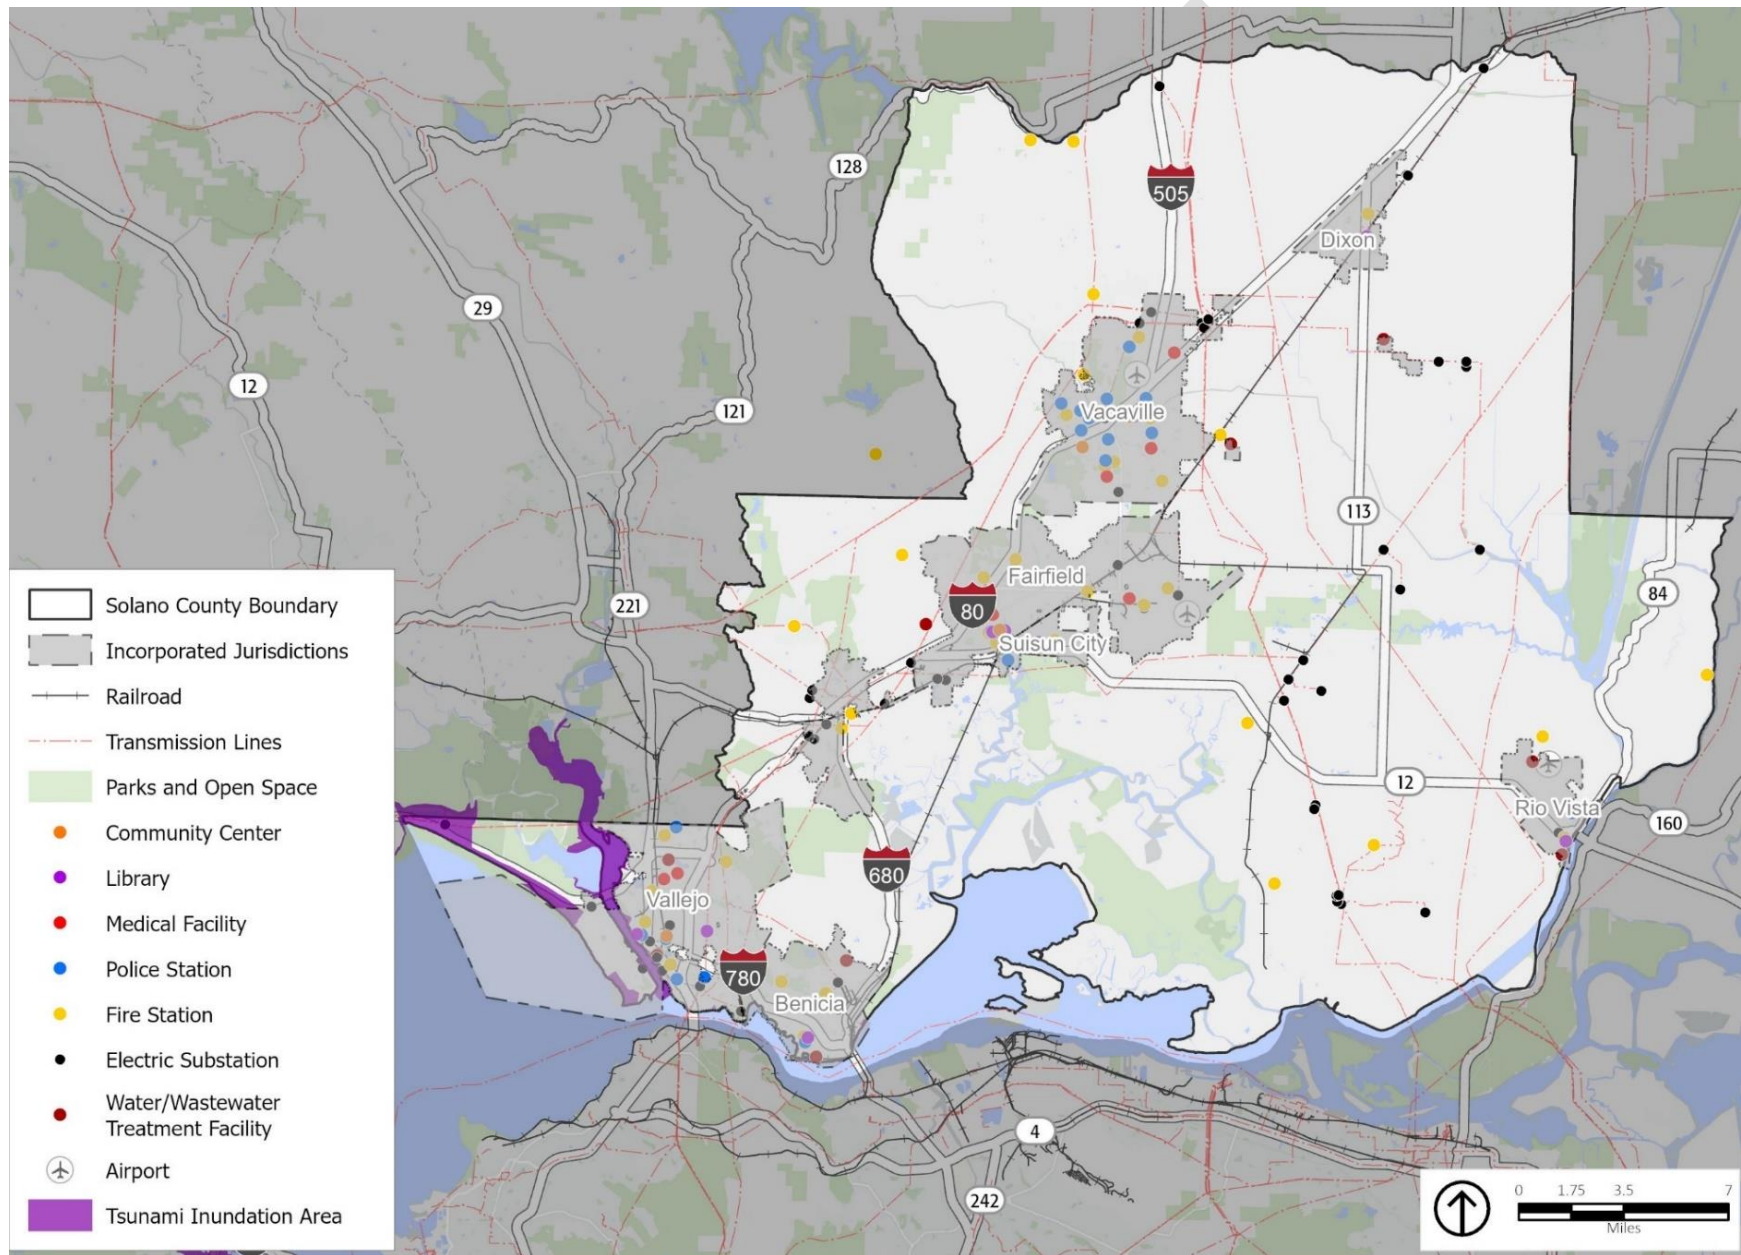 505
128
Dixon
29
12
121
Vacaville
113
Fairfield
80
221
84
Suisun City
12
Rio Vista
160
680
Vallejo
780
Benicia
4
242
Solano County Boundary
Incorporated Jurisdictions
Railroad
Transmission Lines
Parks and Open Space
Community Center
Library
Medical Facility
Police Station
Fire Station
Electric Substation
Water/Wastewater
Treatment Facility
Airport
Tsunami Inundation Area
0 1.75 3.5 7
Miles